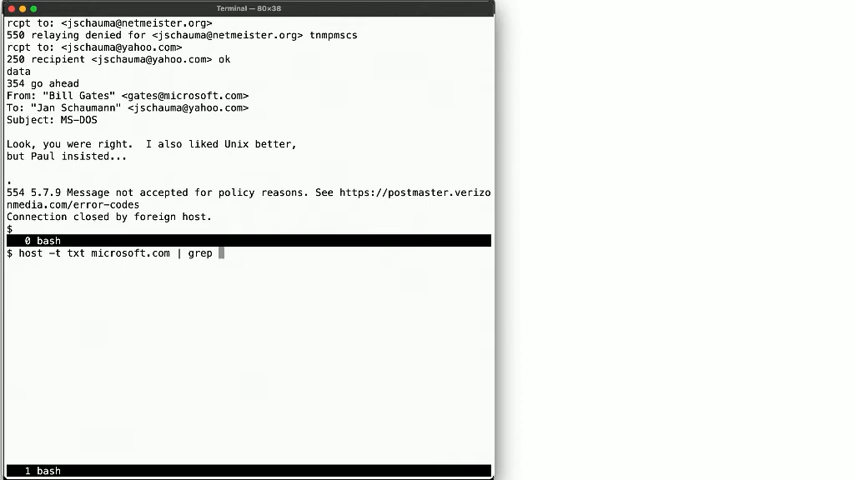 Terminal — 80×38
rcpt to: <jschauma@netmeister.org>
550 relaying denied for <jschauma@netmeister.org> tnmpmscs
rcpt to: <jschauma@yahoo.com>
250 recipient <jschauma@yahoo.com> ok
data
354 go ahead
From: "Bill Gates" <gates@microsoft.com>
To: "Jan Schaumann" <jschauma@yahoo.com>
Subject: MS-DOS
Look, you were right.  I also liked Unix better,
but Paul insisted...
.
554 5.7.9 Message not accepted for policy reasons. See https://postmaster.verizo
nmedia.com/error-codes
Connection closed by foreign host.
$
0 bash
$ host -t txt microsoft.com | grep
1 bash